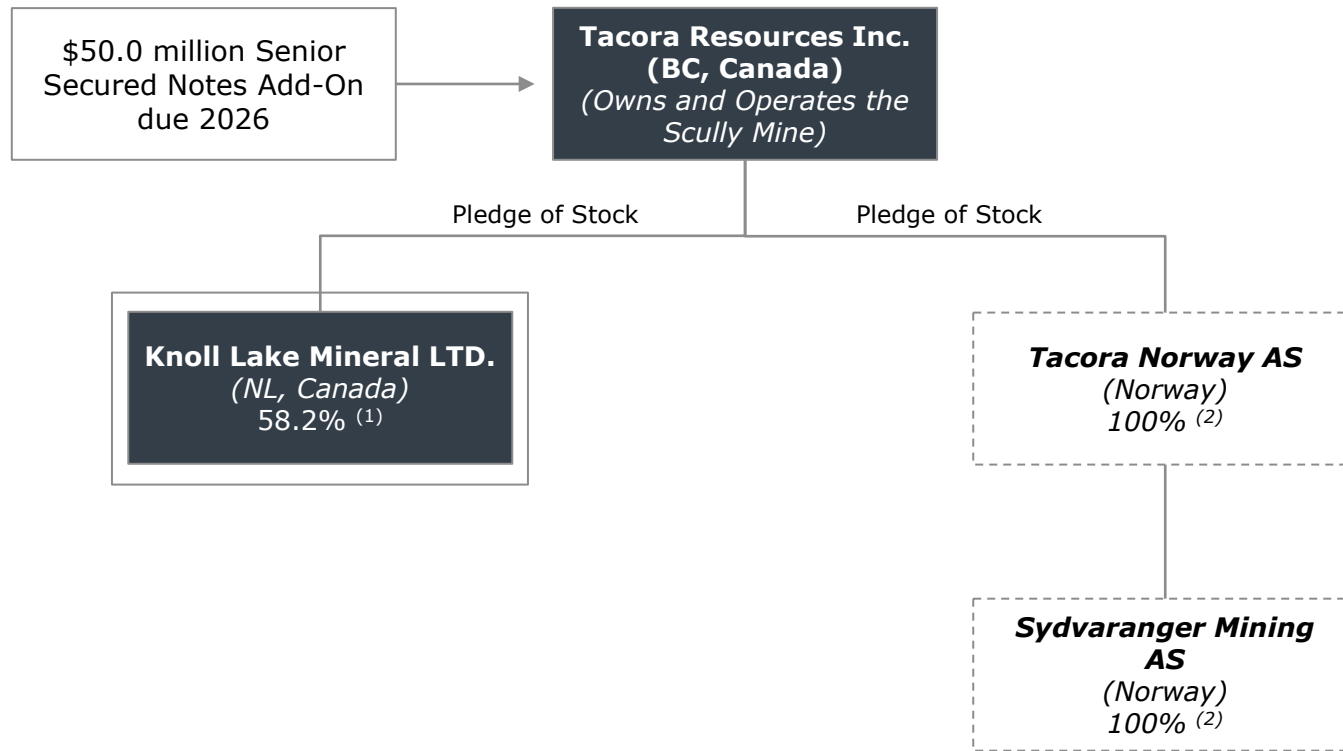 $50.0 million Senior
Secured Notes Add-On
due 2026
Tacora Resources Inc.
(BC, Canada)
(Owns and Operates the
Scully Mine)
Pledge of Stock
Pledge of Stock
Knoll Lake Mineral LTD.
(NL, Canada)
58.2% (1)
Tacora Norway AS
(Norway)
100% (2)
Sydvaranger Mining
AS
(Norway)
100% (2)